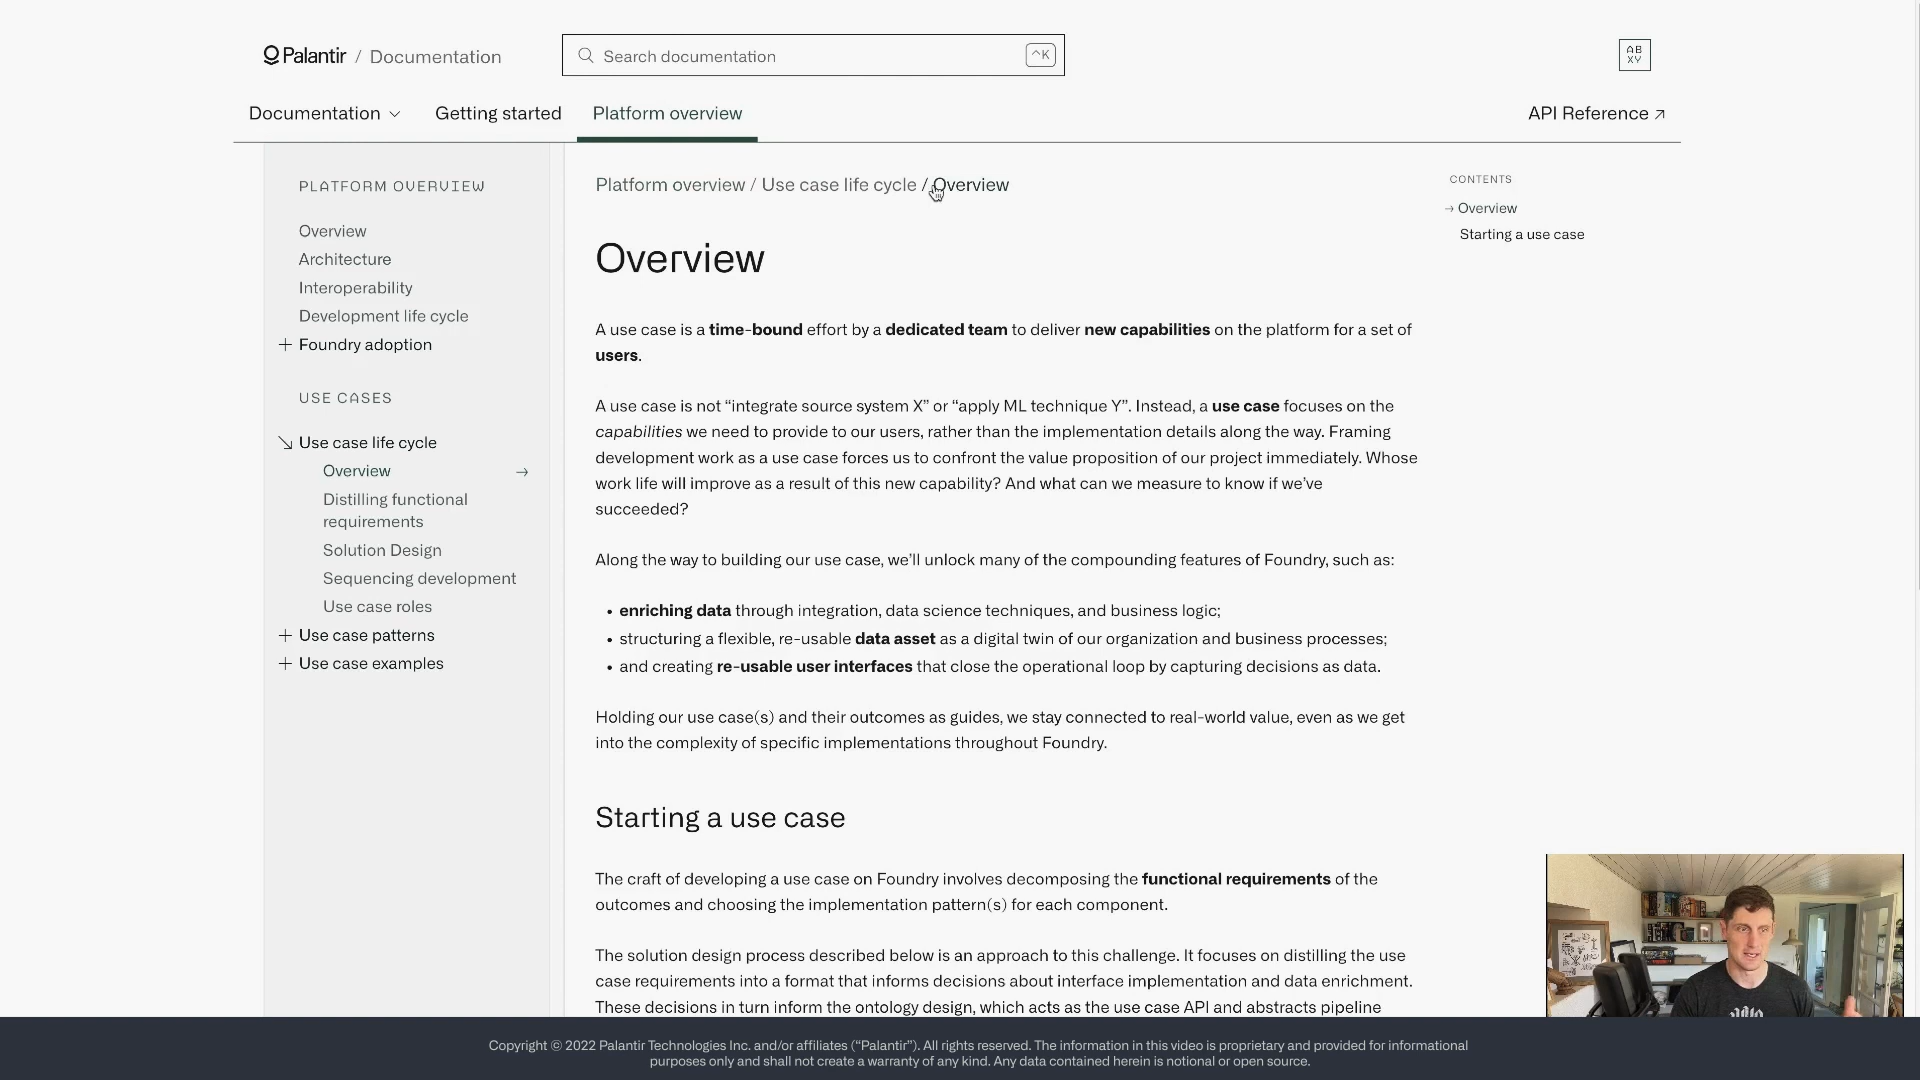 Palantir / Documentation
Search documentation
^K
AB
XY
Documentation
Getting started
Platform overview
API Reference
PLATFORM OVERVIEW
Overview
Architecture
Interoperability
Development life cycle
Foundry adoption
USE CASES
Use case life cycle
Overview
Distilling functional
requirements
Solution Design
Sequencing development
Use case roles
Use case patterns
Use case examples
Platform overview / Use case life cycle / Overview
Overview
A use case is a time-bound effort by a dedicated team to deliver new capabilities on the platform for a set of
users.
A use case is not “integrate source system X” or “apply ML technique Y”. Instead, a use case focuses on the
capabilities we need to provide to our users, rather than the implementation details along the way. Framing
development work as a use case forces us to confront the value proposition of our project immediately. Whose
work life will improve as a result of this new capability? And what can we measure to know if we’ve
succeeded?
Along the way to building our use case, we’ll unlock many of the compounding features of Foundry, such as:
• enriching data through integration, data science techniques, and business logic;
• structuring a flexible, re-usable data asset as a digital twin of our organization and business processes;
• and creating re-usable user interfaces that close the operational loop by capturing decisions as data.
Holding our use case(s) and their outcomes as guides, we stay connected to real-world value, even as we get
into the complexity of specific implementations throughout Foundry.
Starting a use case
The craft of developing a use case on Foundry involves decomposing the functional requirements of the
outcomes and choosing the implementation pattern(s) for each component.
The solution design process described below is an approach to this challenge. It focuses on distilling the use
case requirements into a format that informs decisions about interface implementation and data enrichment.
These decisions in turn inform the ontology design, which acts as the use case API and abstracts pipeline
CONTENTS
→ Overview
Starting a use case
Copyright © 2022 Palantir Technologies Inc. and/or affiliates (“Palantir”). All rights reserved. The information in this video is proprietary and provided for informational
purposes only and shall not create a warranty of any kind. Any data contained herein is notional or open source.